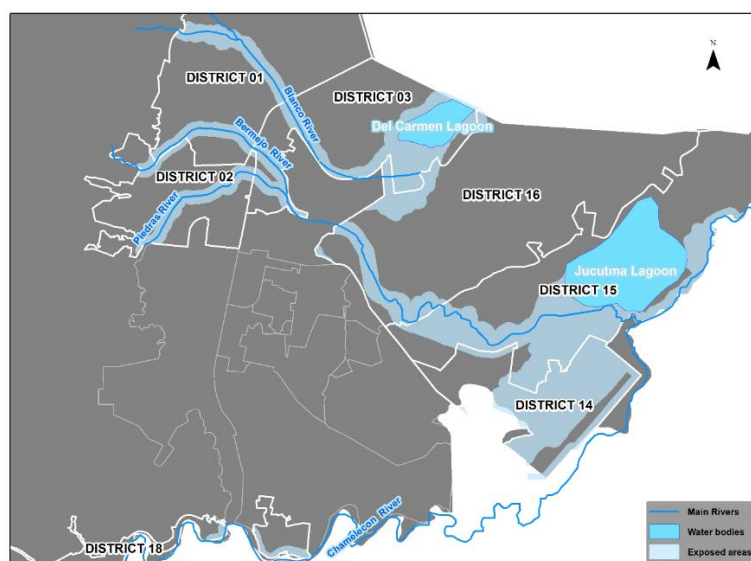 N
DISTRICT 01
DISTRICT 03
Blanco River
Del Carmen Lagoon
Bermejo River
DISTRICT 02
DISTRICT 16
Piedras River
Jucutma Lagoon
DISTRICT 15
DISTRICT 14
Chamelecon River
DISTRICT 18
Main Rivers
Water bodies
Exposed areas